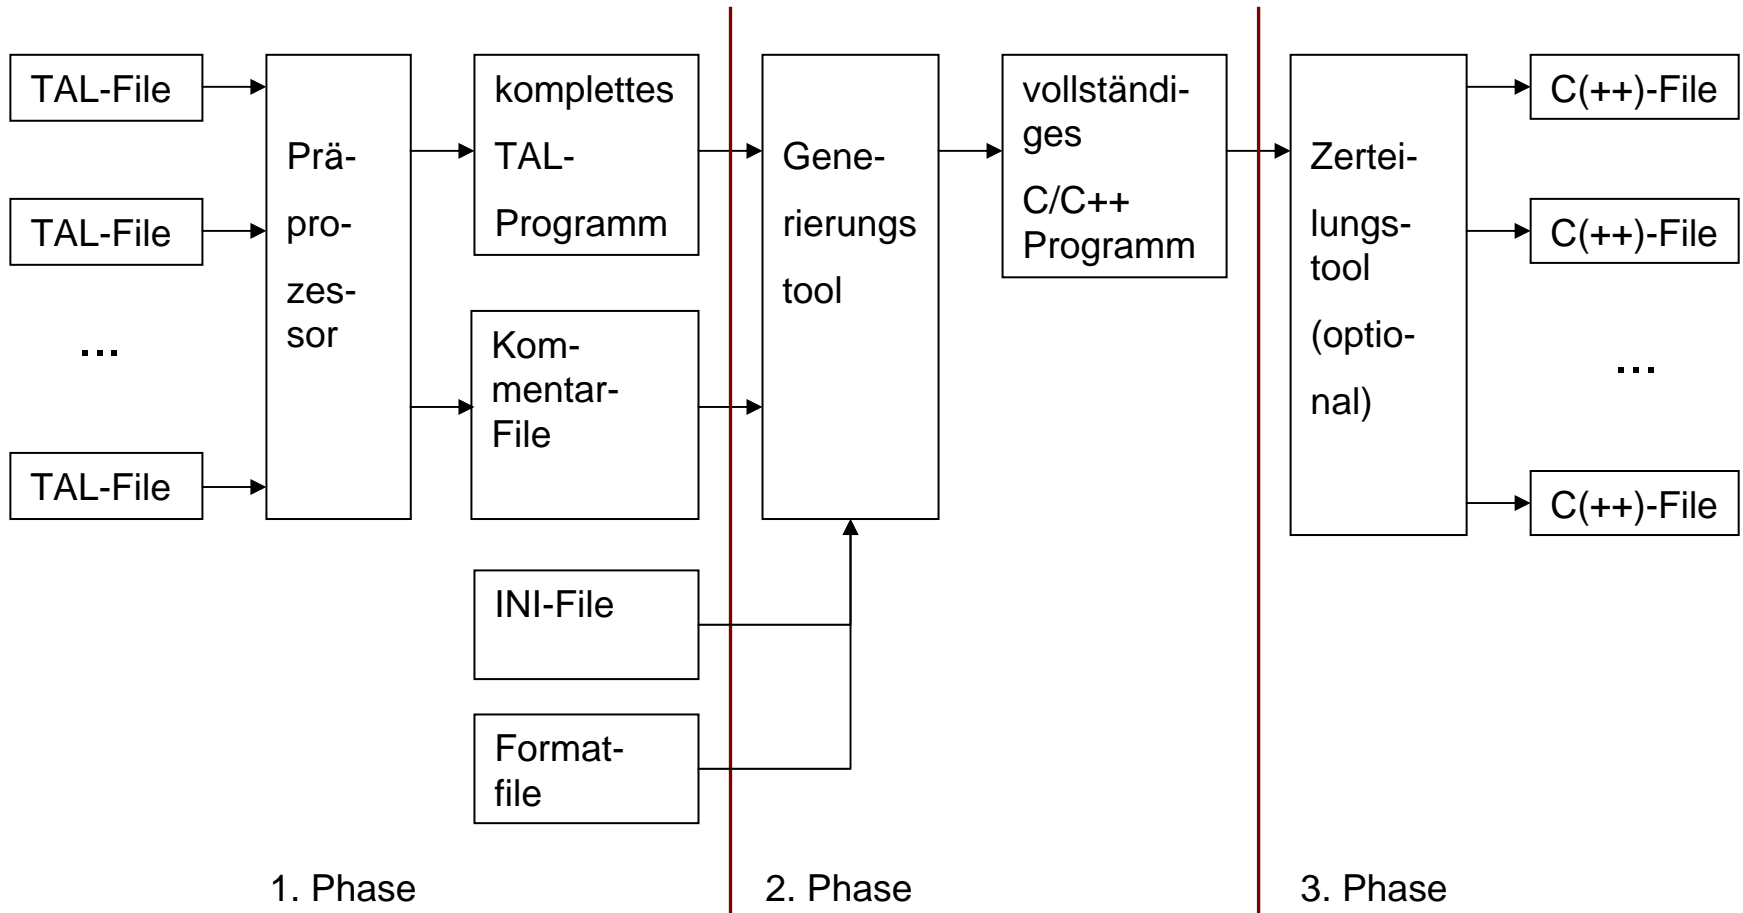 TAL-File
TAL-File
...
TAL-File
Prä-
pro-
zes-
sor
komplettes
TAL-
Programm
Kom-
mentar-
File
INI-File
Format-
file
Gene-
rierungs
tool
vollständi-
ges
C/C++
Programm
Zertei-
lungs-
tool
(optio-
nal)
C(++)-File
C(++)-File
...
C(++)-File
1. Phase
2. Phase
3. Phase